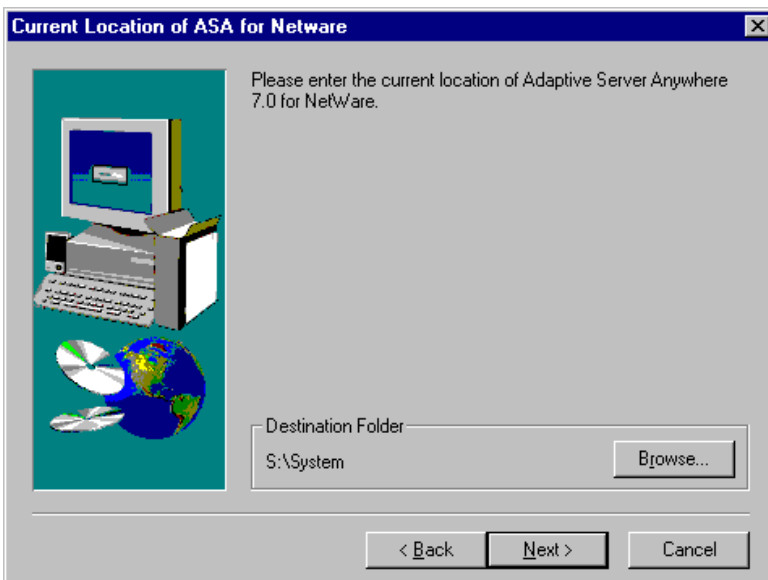 Current Location of ASA for Netware
Please enter the current location of Adaptive Server Anywhere
7.0 for NetWare.
Destination Folder
S:\System
Browse...
< Back
Next >
Cancel